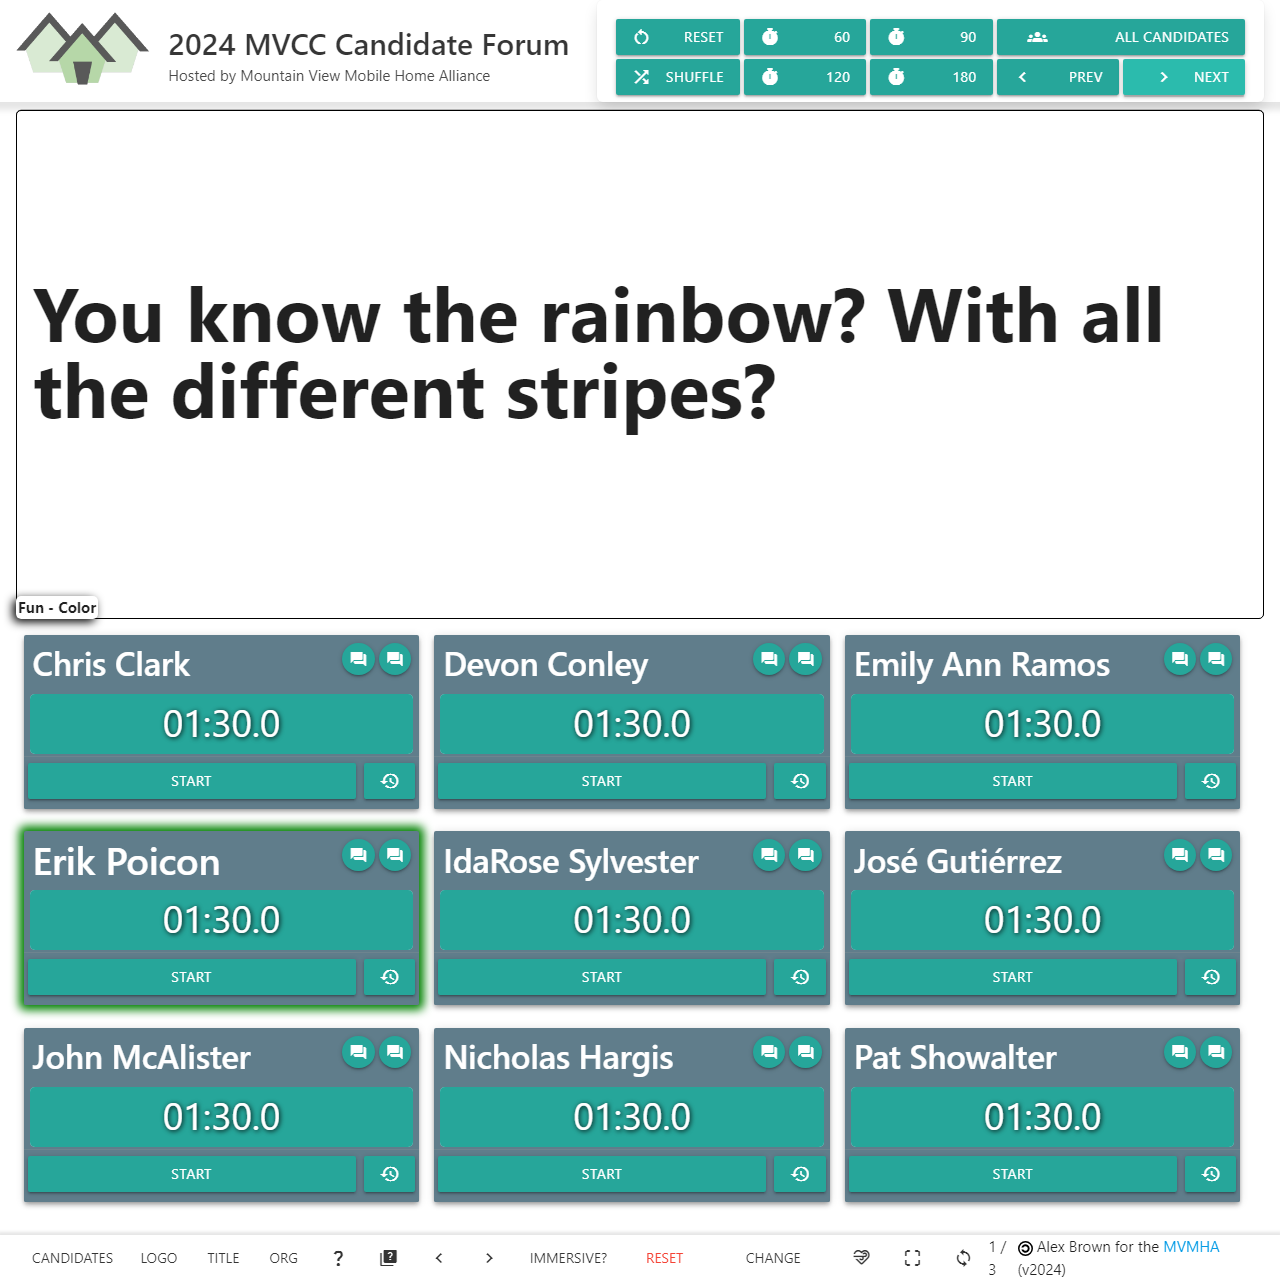 2024 MVCC Candidate Forum
Hosted by Mountain View Mobile Home Alliance
RESET 60 90 ALL CANDIDATES
SHUFFLE 120 180 PREV NEXT
You know the rainbow? With all
the different stripes?
Fun - Color
Chris Clark Devon Conley Emily Ann Ramos
01:30.0 01:30.0 01:30.0
START START START
Erik Poicon IdaRose Sylvester José Gutiérrez
01:30.0 01:30.0 01:30.0
START START START
John McAlister Nicholas Hargis Pat Showalter
01:30.0 01:30.0 01:30.0
START START START
CANDIDATES LOGO TITLE ORG ? IMMERSIVE? RESET CHANGE 1 / Alex Brown for the MVMHA
3 (v2024)